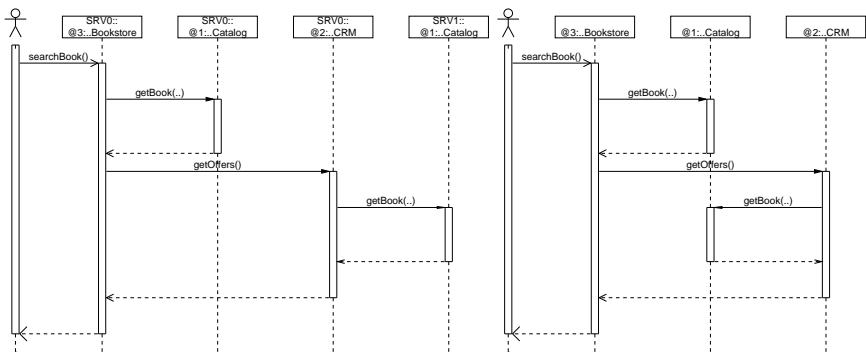 SRV0::
@3:..Bookstore
SRV0::
@1:..Catalog
SRV0::
@2:..CRM
SRV1::
@1:..Catalog
searchBook()
getBook(..)
getOffers()
getBook(..)
@3:..Bookstore
@1:..Catalog
@2:..CRM
searchBook()
getBook(..)
getOffers()
getBook(..)